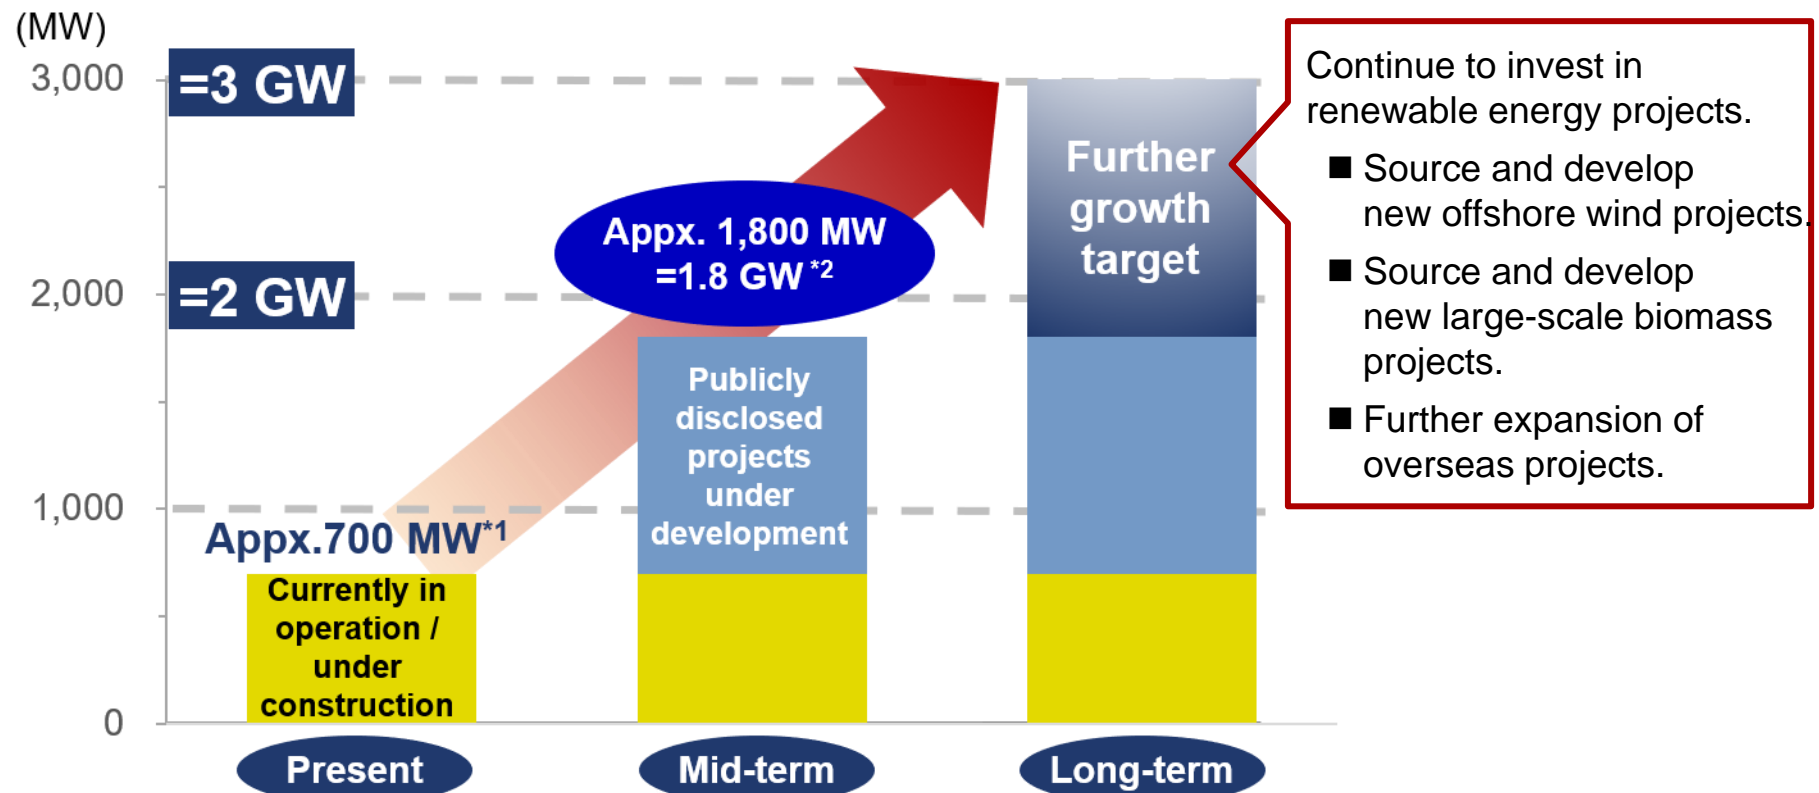 (MW)
3,000
=3 GW
2,000
=2 GW
1,000
0
Appx.700 MW*1
Currently in
operation /
under
construction
Present
Appx. 1,800 MW
=1.8 GW *2
Publicly
disclosed
projects
under
development
Mid-term
Further
growth
target
Long-term
Continue to invest in
renewable energy projects.
■ Source and develop
new offshore wind projects.
■ Source and develop
new large-scale biomass
projects.
■ Further expansion of
overseas projects.